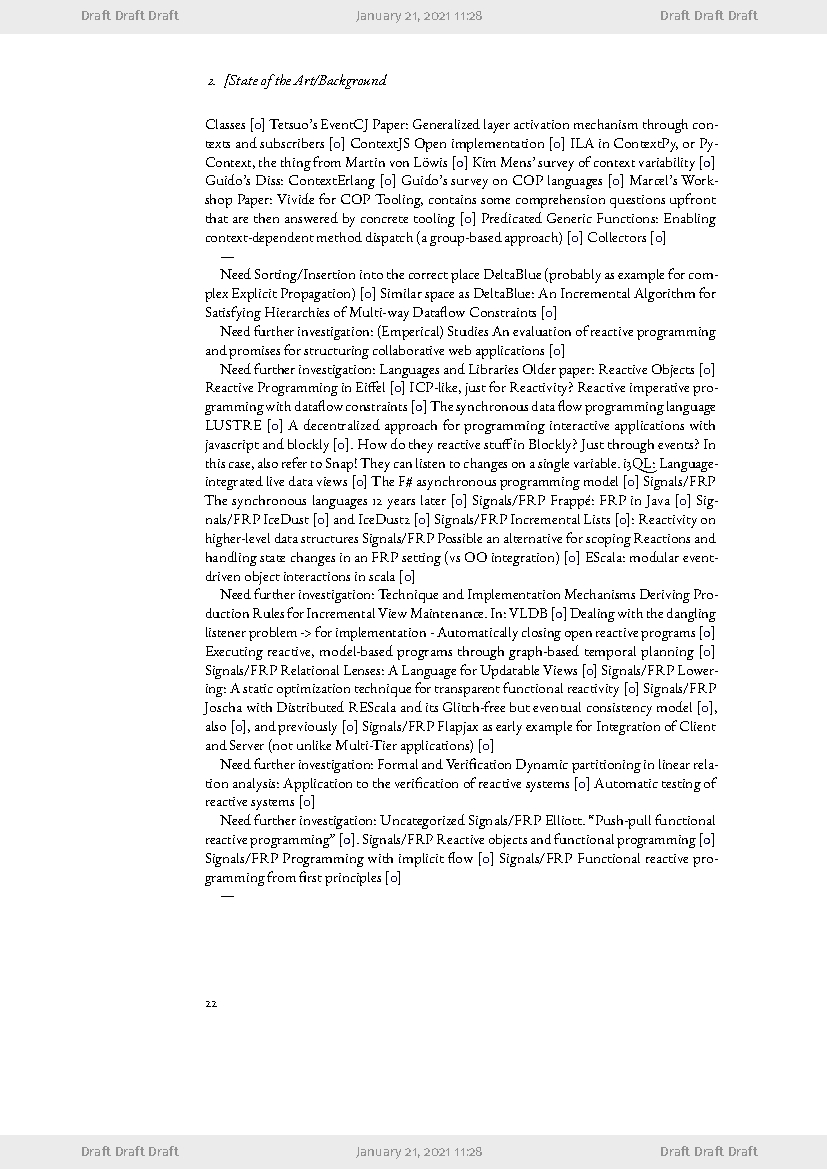 Draft Draft Draft January 21, 2021 11:28 Draft Draft Draft
2. [State of the Art/Background
Classes [0] Tetsuo's EventCJ Paper: Generalized layer activation mechanism through con-
texts and subscribers [0] ContextJS Open implementation [0] ILA in ContextPy, or Py-
Context, the thing from Martin von Löwis [0] Kim Mens' survey of context variability [0]
Guido's Diss: ContextErlang [0] Guido's survey on COP languages [0] Marcel's Work-
shop Paper: Vivide for COP Tooling, contains some comprehension questions upfront
that are then answered by concrete tooling [0] Predicated Generic Functions: Enabling
context-dependent method dispatch (a group-based approach) [0] Collectors [0]
—
Need Sorting/Insertion into the correct place DeltaBlue (probably as example for com-
plex Explicit Propagation) [0] Similar space as DeltaBlue: An Incremental Algorithm for
Satisfying Hierarchies of Multi-way Dataflow Constraints [0]
Need further investigation: (Emperical) Studies An evaluation of reactive programming
and promises for structuring collaborative web applications [0]
Need further investigation: Languages and Libraries Older paper: Reactive Objects [0]
Reactive Programming in Eiffel [0] ICP-like, just for Reactivity? Reactive imperative pro-
gramming with dataflow constraints [0] The synchronous data flow programming language
LUSTRE [0] A decentralized approach for programming interactive applications with
javascript and blockly [0]. How do they reactive stuff in Blockly? Just through events? In
this case, also refer to Snap! They can listen to changes on a single variable. i3QL: Language-
integrated live data views [0] The F# asynchronous programming model [0] Signals/FRP
The synchronous languages 12 years later [0] Signals/FRP Frappé: FRP in Java [0] Sig-
nals/FRP IceDust [0] and IceDust2 [0] Signals/FRP Incremental Lists [0]: Reactivity on
higher-level data structures Signals/FRP Possible an alternative for scoping Reactions and
handling state changes in an FRP setting (vs OO integration) [0] EScala: modular event-
driven object interactions in scala [0]
Need further investigation: Technique and Implementation Mechanisms Deriving Pro-
duction Rules for Incremental View Maintenance. In: VLDB [0] Dealing with the dangling
listener problem -> for implementation - Automatically closing open reactive programs [0]
Executing reactive, model-based programs through graph-based temporal planning [0]
Signals/FRP Relational Lenses: A Language for Updatable Views [0] Signals/FRP Lower-
ing: A static optimization technique for transparent functional reactivity [0] Signals/FRP
Joscha with Distributed REScala and its Glitch-free but eventual consistency model [0],
also [0], and previously [0] Signals/FRP Flapjax as early example for Integration of Client
and Server (not unlike Multi-Tier applications) [0]
Need further investigation: Formal and Verification Dynamic partitioning in linear rela-
tion analysis: Application to the verification of reactive systems [0] Automatic testing of
reactive systems [0]
Need further investigation: Uncategorized Signals/FRP Elliott. “Push-pull functional
reactive programming” [0]. Signals/FRP Reactive objects and functional programming [0]
Signals/FRP Programming with implicit flow [0] Signals/FRP Functional reactive pro-
gramming from first principles [0]
—
22
Draft Draft Draft January 21, 2021 11:28 Draft Draft Draft